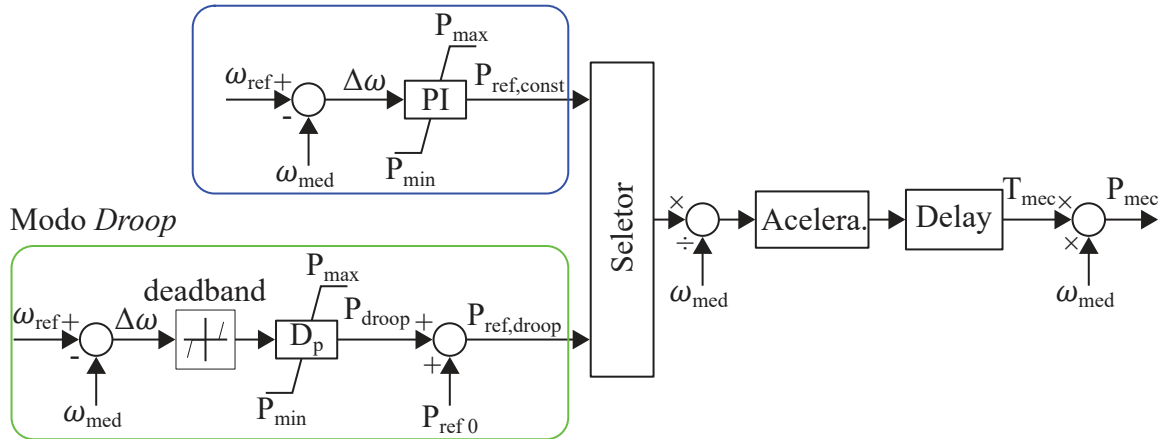 P_max
ω_ref + Δω PI P_ref,const
-
ω_med P_min
Modo Droop
Seletor
× ÷ ω_med
Acelera.
Delay
T_mec × × ω_med
P_mec
deadband P_max
ω_ref + Δω D_p P_droop + P_ref,droop
- +
ω_med P_min P_ref 0